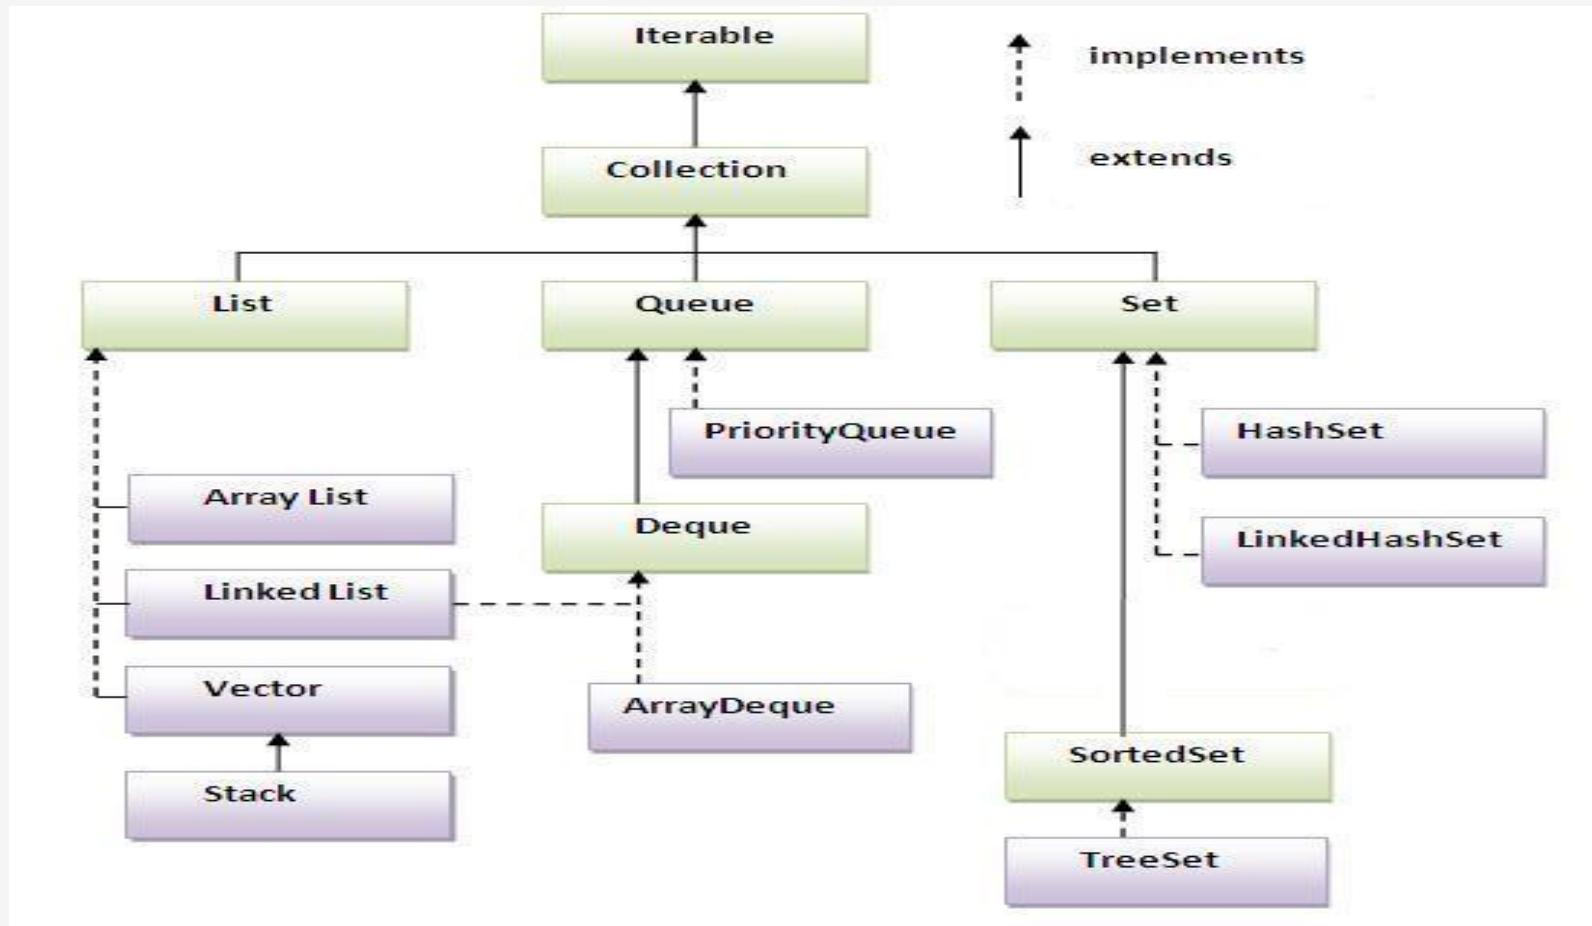 Iterable
implements
Collection
extends
List
Queue
Set
PriorityQueue
HashSet
Array List
Deque
LinkedHashSet
Linked List
Vector
ArrayDeque
Stack
SortedSet
TreeSet